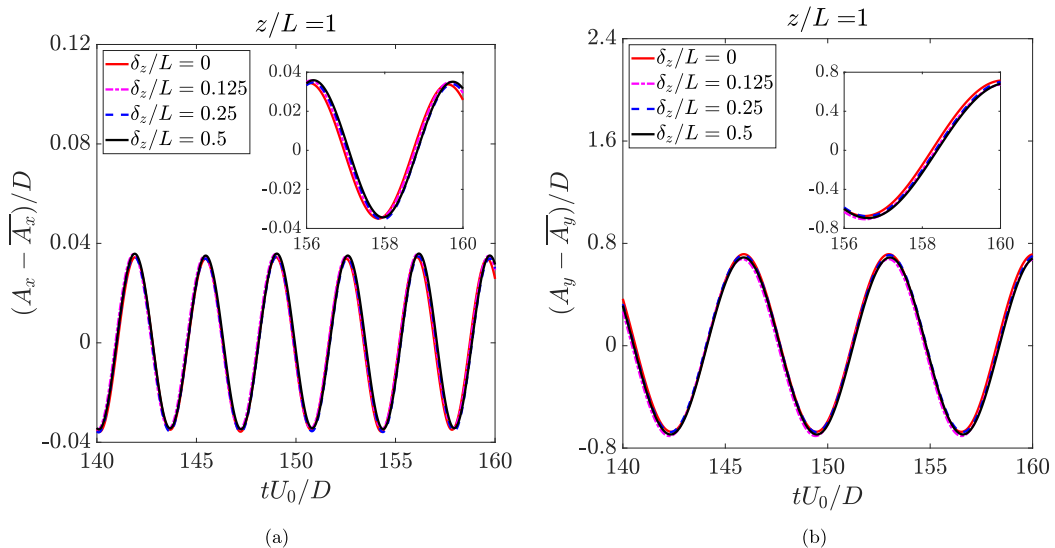 z/L =1
0.12
0.08
0.04
0
-0.04
(A_x − \overline{A_x})/D
δ_z/L = 0
δ_z/L = 0.125
δ_z/L = 0.25
δ_z/L = 0.5
0.04
0.02
0
-0.02
-0.04
156 158 160
140 145 150 155 160
tU_0/D
(a)
z/L =1
2.4
1.6
0.8
0
-0.8
(A_y − \overline{A_y})/D
δ_z/L = 0
δ_z/L = 0.125
δ_z/L = 0.25
δ_z/L = 0.5
0.8
0.4
0
-0.4
-0.8
156 158 160
140 145 150 155 160
tU_0/D
(b)